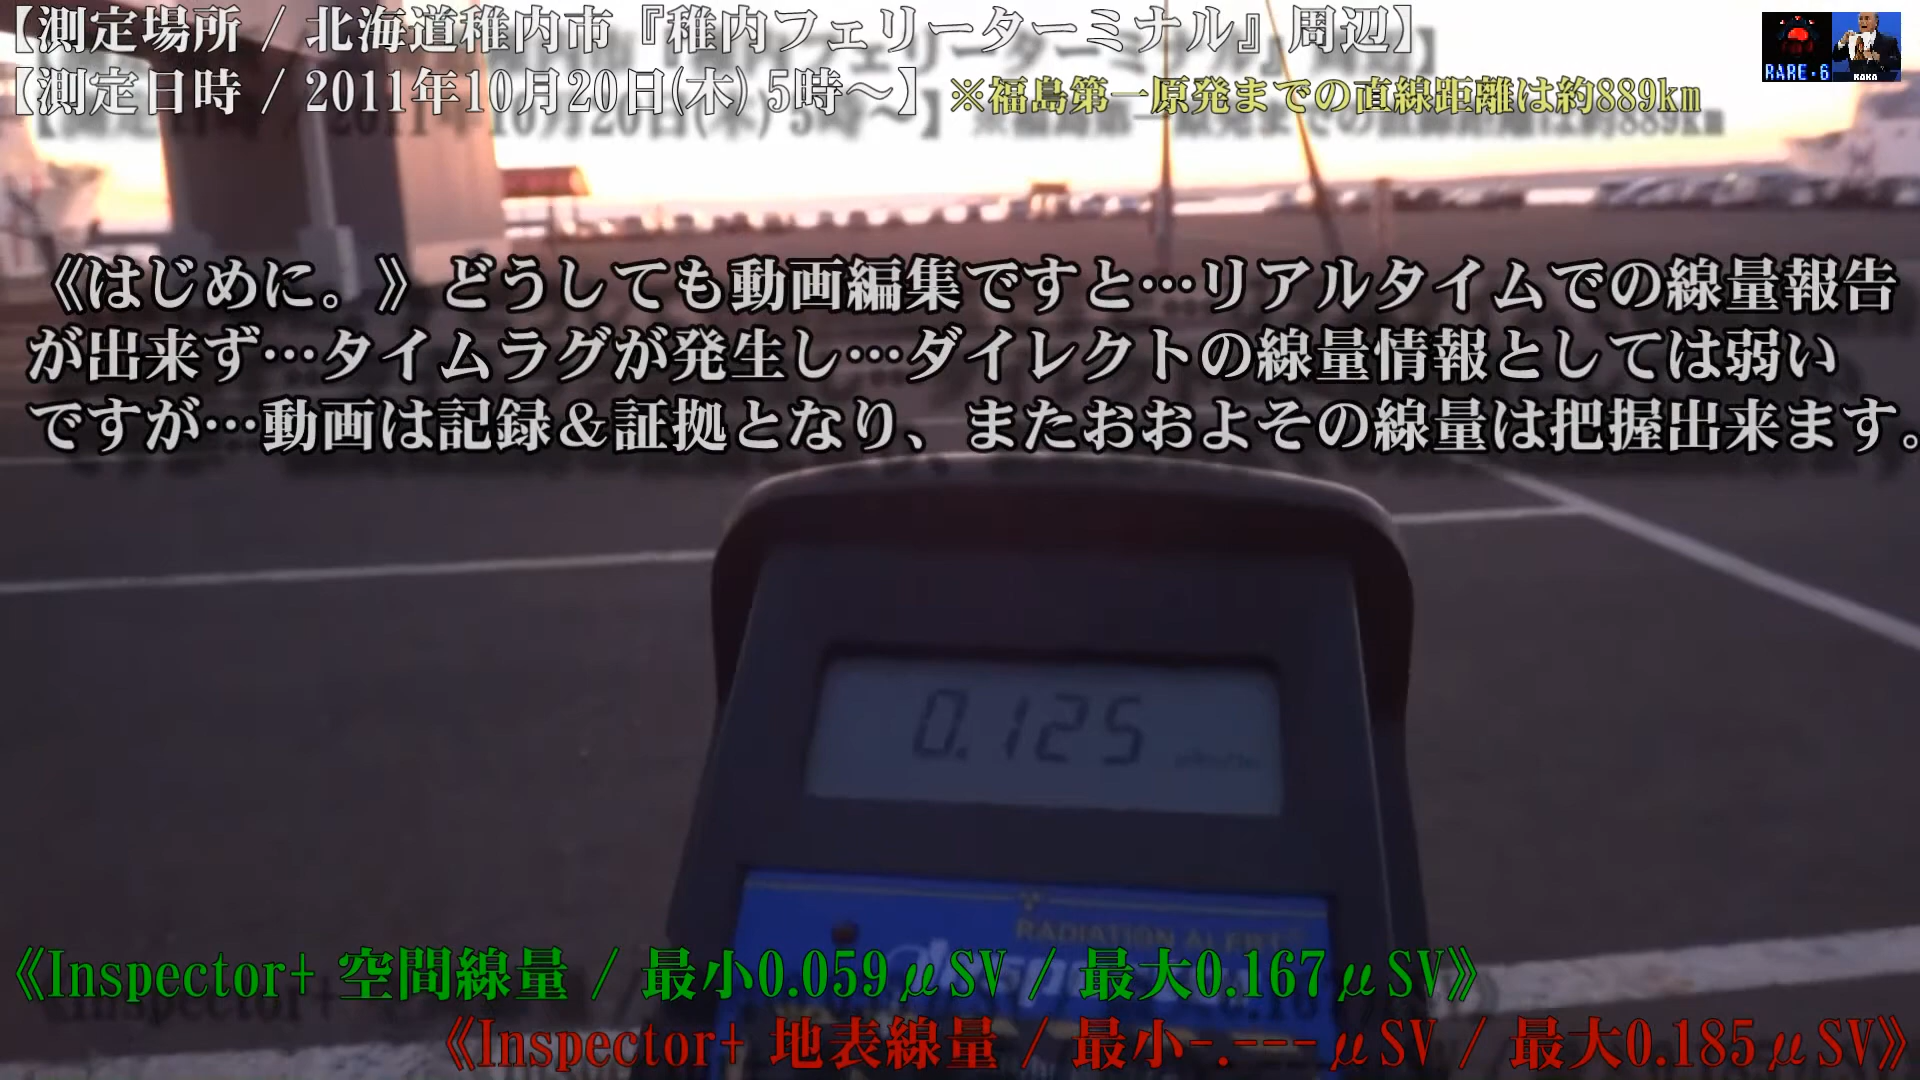 【測定場所 / 北海道稚内市『稚内フェリーターミナル』周辺】
【測定日時 / 2011年10月20日(木) 5時～】 ※福島第一原発までの直線距離は約889km
RARE・6
《はじめに。》どうしても動画編集ですと…リアルタイムでの線量報告
が出来ず…タイムラグが発生し…ダイレクトの線量情報としては弱い
ですが…動画は記録＆証拠となり、またおおよその線量は把握出来ます。
0.125
RADIATION ALERT
《Inspector+ 空間線量 / 最小0.059μSV / 最大0.167μSV》
《Inspector+ 地表線量 / 最小-.---μSV / 最大0.185μSV》